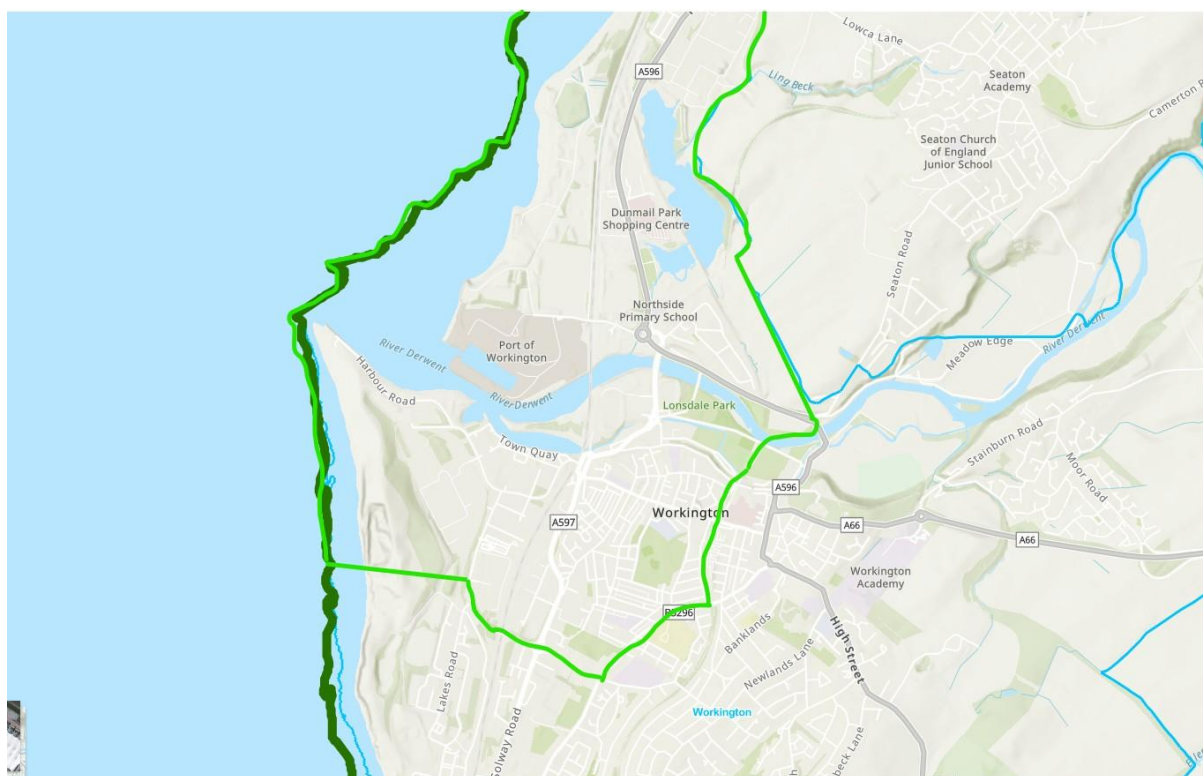 Lowca Lane
A596
Ling Beck
Seaton
Academy
Camerton
Seaton Church
of England
Junior School
Dunmail Park
Shopping Centre
Seaton Road
Northside
Primary School
River Derwent
Port of
Workington
River Derwent
River Derwent
Meadow Edge
Harbour Road
Lonsdale Park
Stainburn Road
Town Quay
Moor Road
A596
Workington
A597
A66
A66
Workington
Academy
Banklands
High Street
Newlands Lane
Lakes Road
Solway Road
Workington
beck Lane